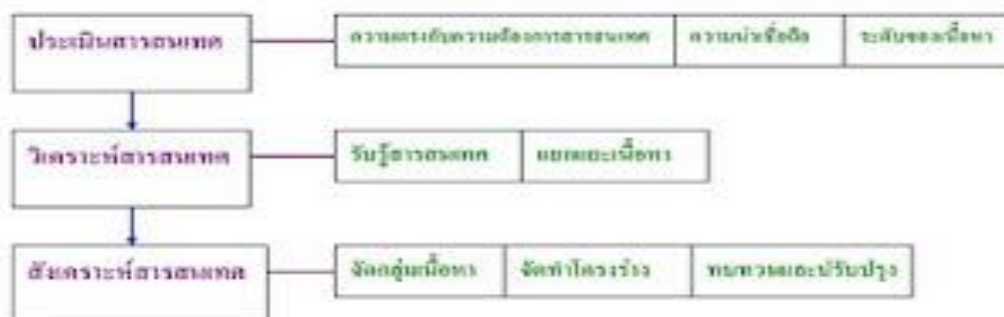 ประเมินสารสนเทศ
ความตรงกับความต้องการสารสนเทศ ความน่าเชื่อถือ ระดับของเนื้อหา
วิเคราะห์สารสนเทศ
รับรู้สารสนเทศ แยกแยะเนื้อหา
สังเคราะห์สารสนเทศ
จัดกลุ่มเนื้อหา จัดทำโครงร่าง ทบทวนและปรับปรุง